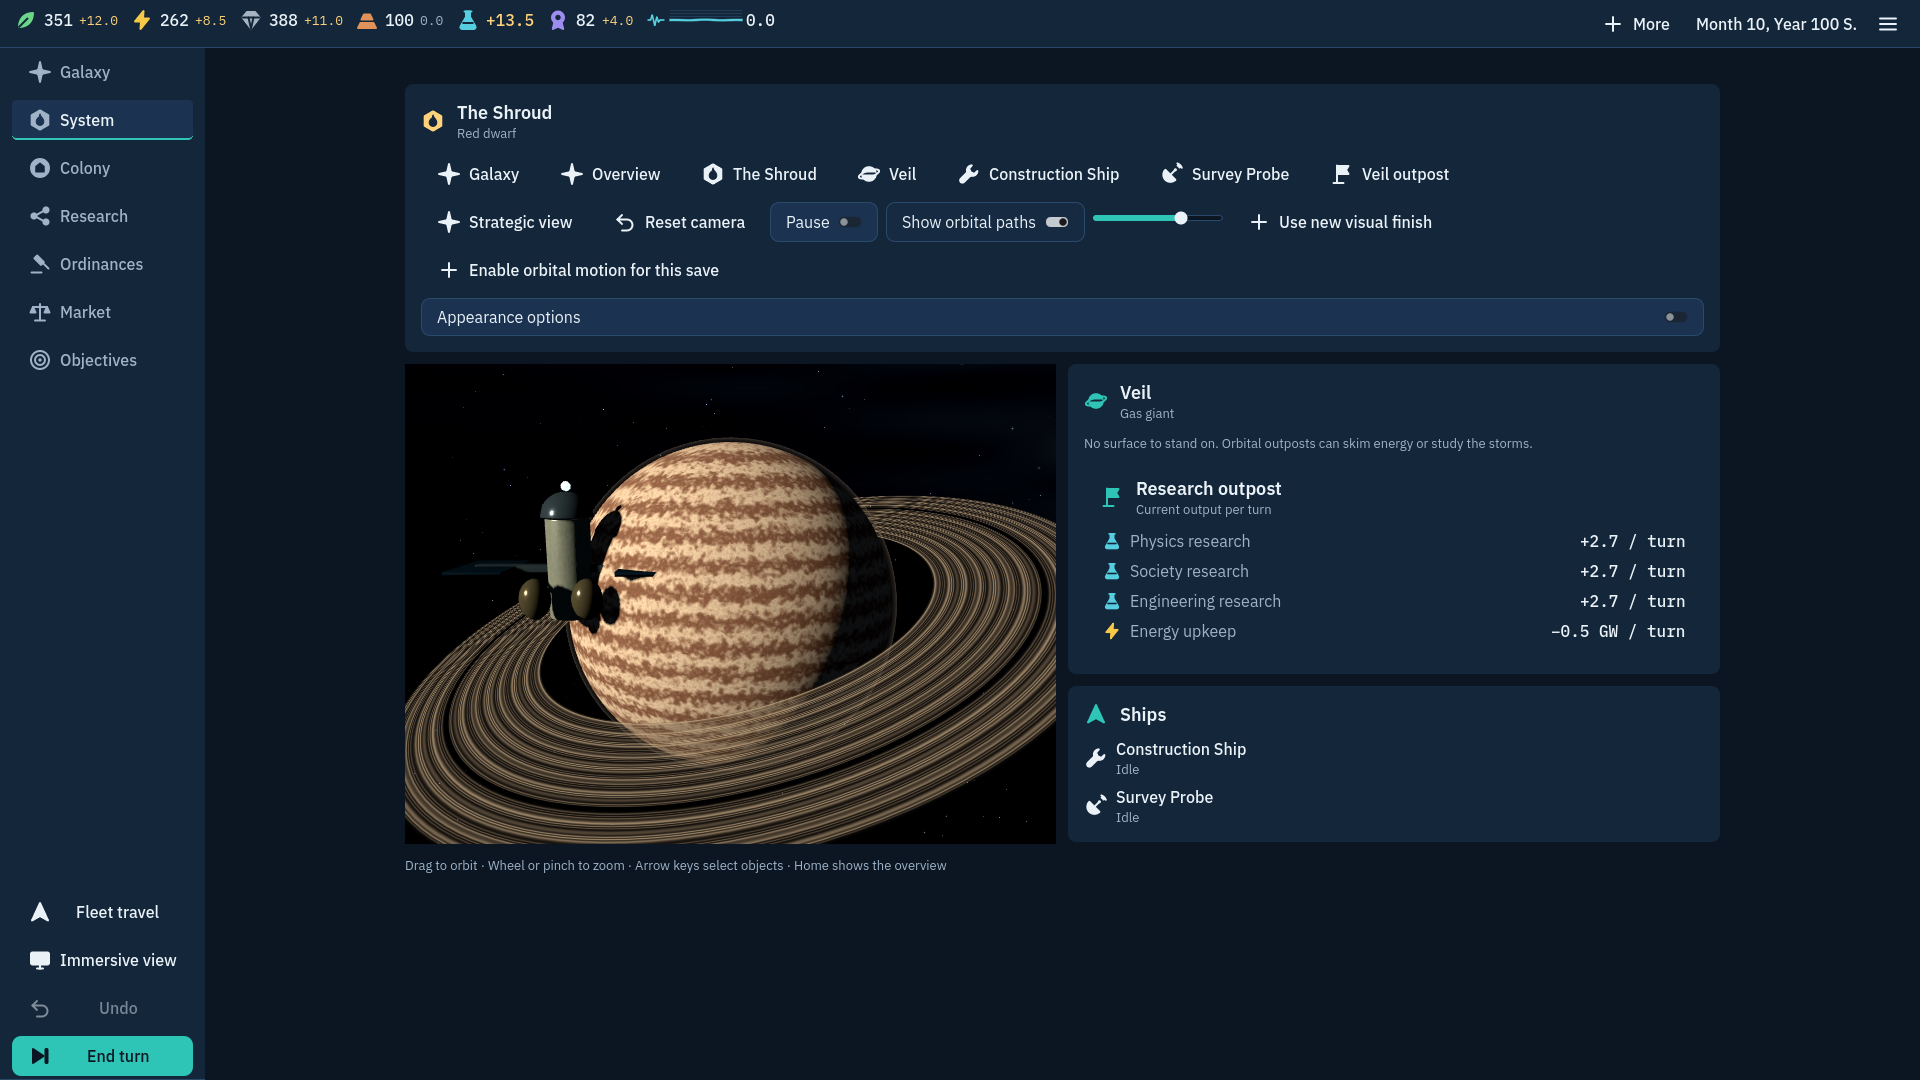 351 +12.0 262 +8.5 388 +11.0 100 0.0 +13.5 82 +4.0 0.0 More Month 10, Year 100 S.
Galaxy
System
Colony
Research
Ordinances
Market
Objectives
Fleet travel
Immersive view
Undo
End turn
The Shroud
Red dwarf
Galaxy Overview The Shroud Veil Construction Ship Survey Probe Veil outpost
Strategic view Reset camera Pause Show orbital paths Use new visual finish
Enable orbital motion for this save
Appearance options
Drag to orbit · Wheel or pinch to zoom · Arrow keys select objects · Home shows the overview
Veil
Gas giant
No surface to stand on. Orbital outposts can skim energy or study the storms.
Research outpost
Current output per turn
Physics research +2.7 / turn
Society research +2.7 / turn
Engineering research +2.7 / turn
Energy upkeep −0.5 GW / turn
Ships
Construction Ship
Idle
Survey Probe
Idle